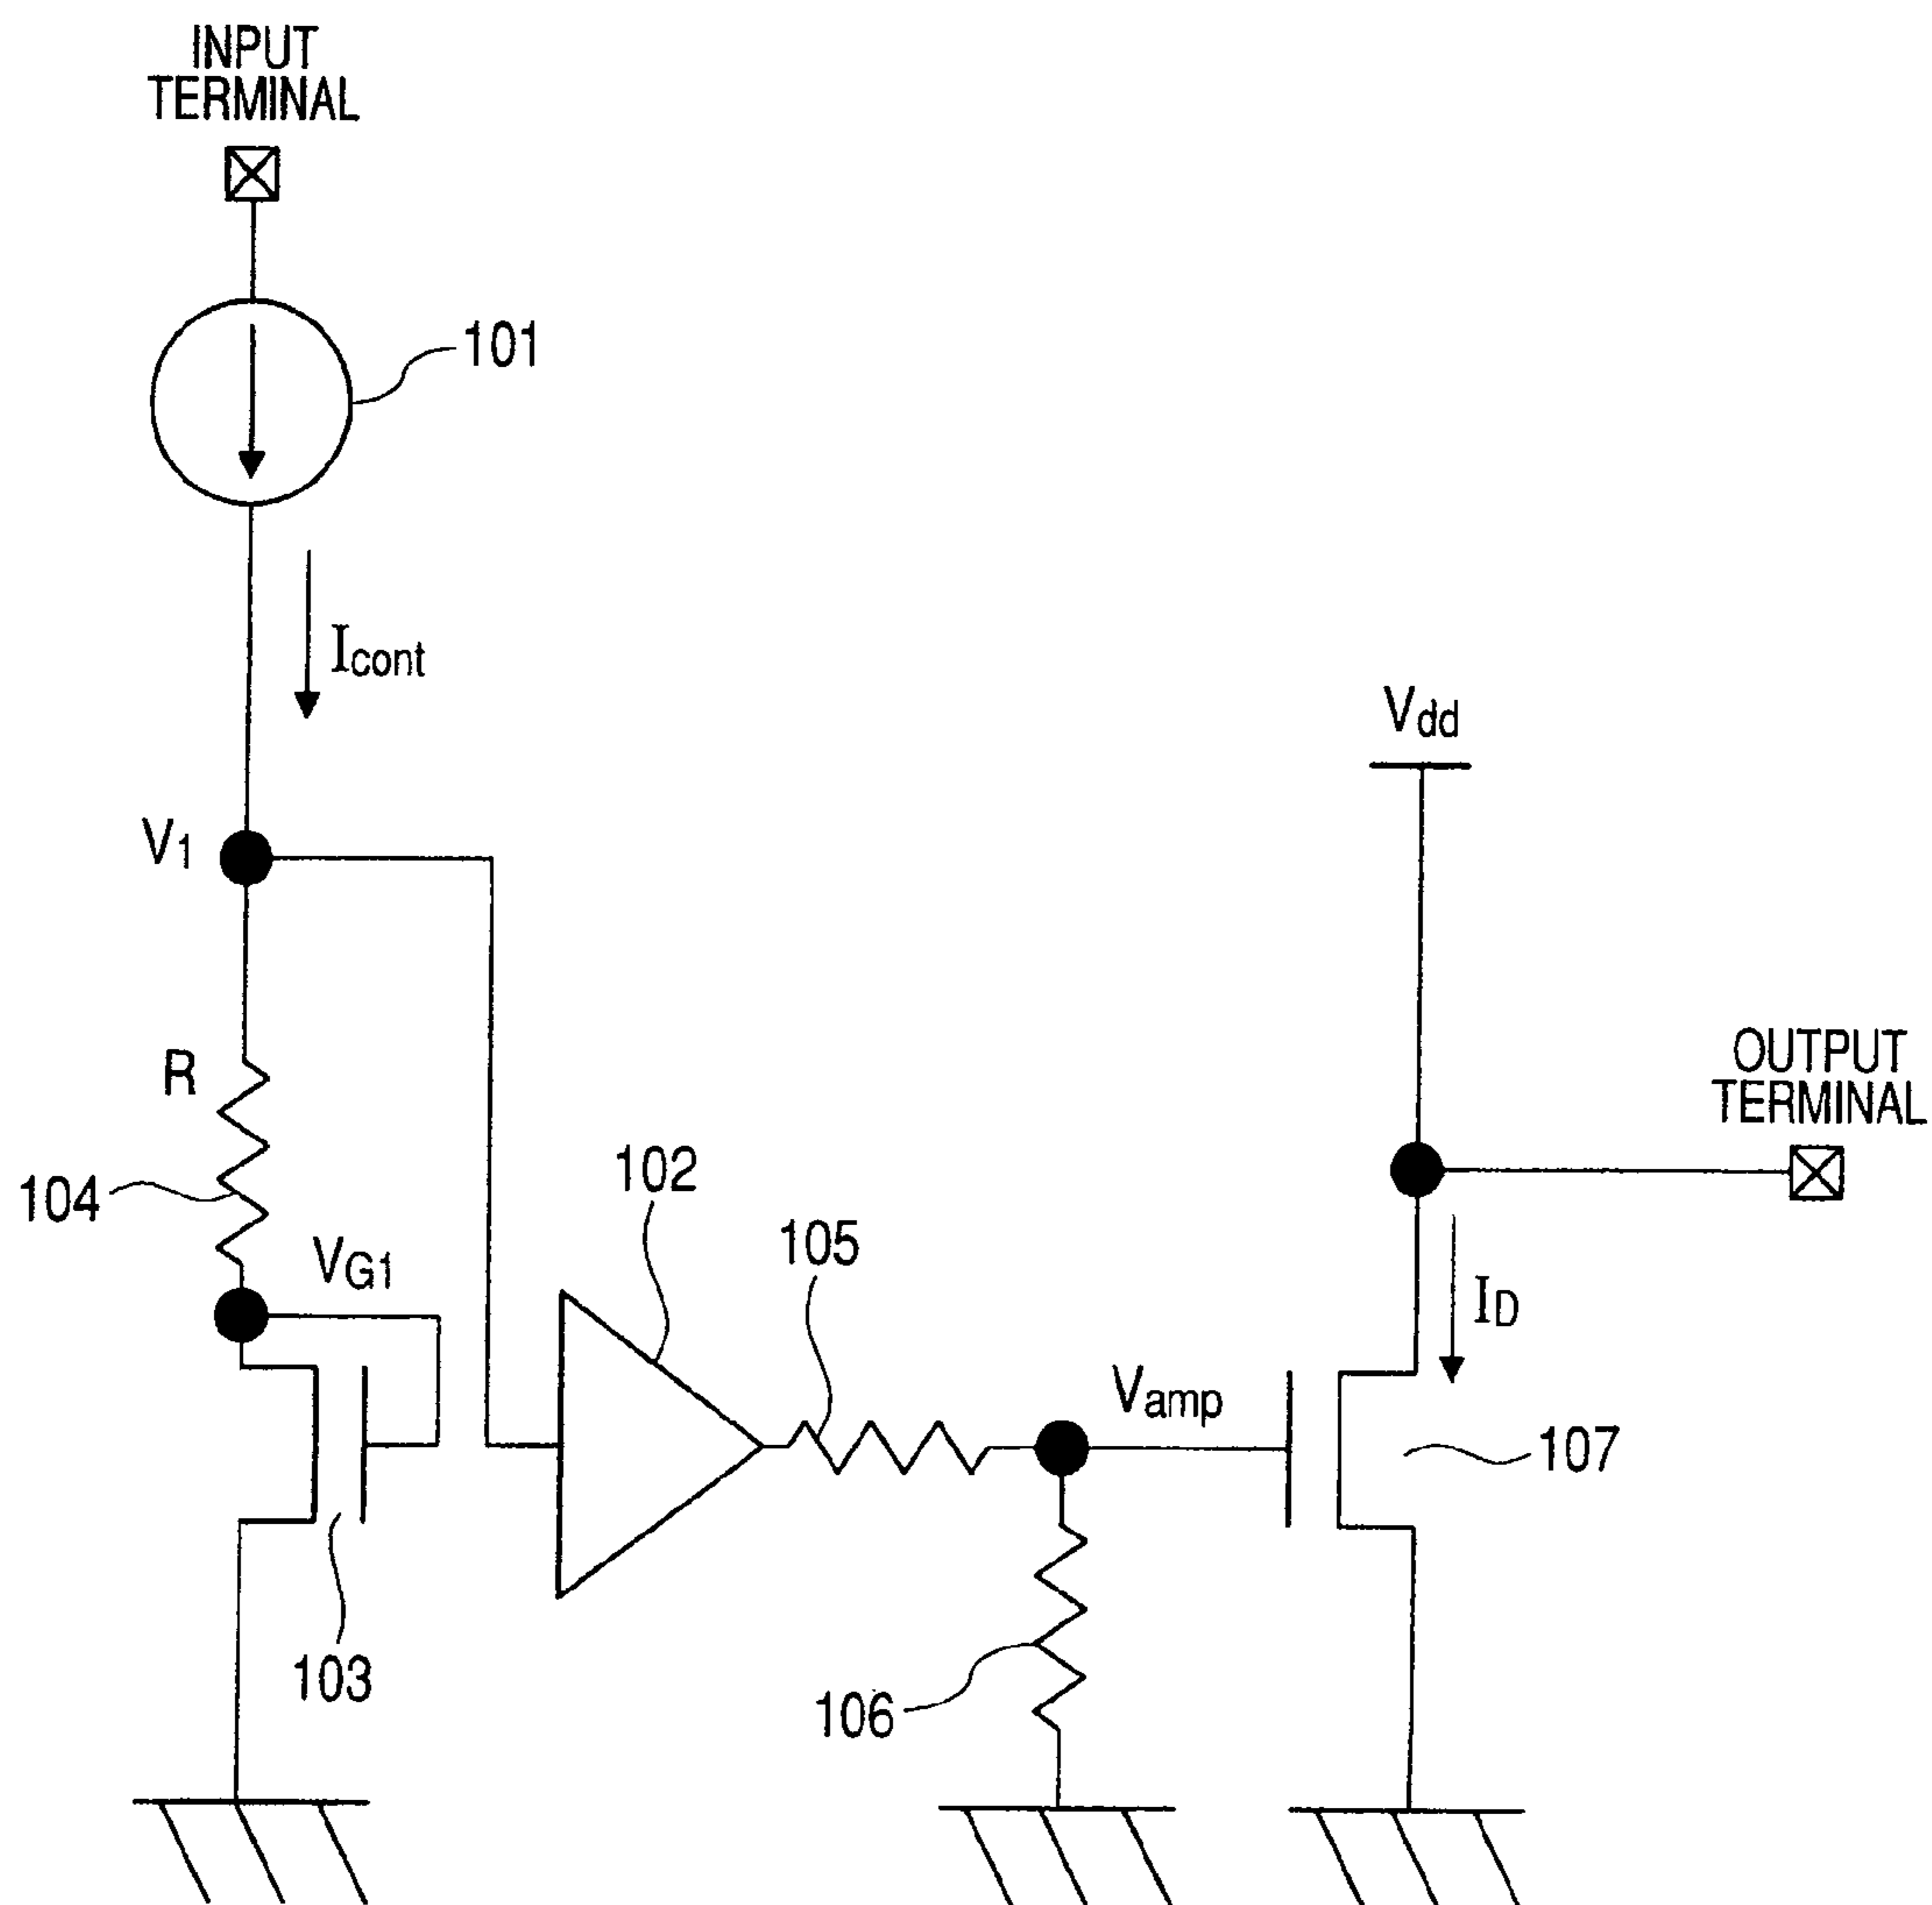 INPUT
TERMINAL
101
Icont
Vdd
V1
R
OUTPUT
TERMINAL
102
104
105
VG1
ID
Vamp
107
103
106